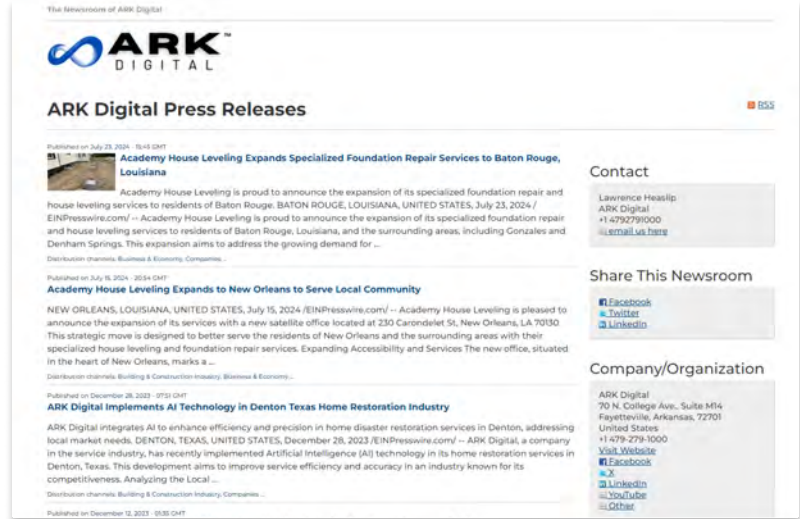 The Newsroom of ARK Digital
ARK™
DIGITAL
ARK Digital Press Releases
RSS
Published on July 23, 2024 - 15:43 GMT
Academy House Leveling Expands Specialized Foundation Repair Services to Baton Rouge,
Louisiana
Academy House Leveling is proud to announce the expansion of its specialized foundation repair and
house leveling services to residents of Baton Rouge. BATON ROUGE, LOUISIANA, UNITED STATES, July 23, 2024 /
EINPresswire.com/ -- Academy House Leveling is proud to announce the expansion of its specialized foundation repair
and house leveling services to residents of Baton Rouge, Louisiana, and the surrounding areas, including Gonzales and
Denham Springs. This expansion aims to address the growing demand for ...
Distribution channels: Business & Economy, Companies ...
Published on July 15, 2024 - 20:54 GMT
Academy House Leveling Expands to New Orleans to Serve Local Community
NEW ORLEANS, LOUISIANA, UNITED STATES, July 15, 2024 /EINPresswire.com/ -- Academy House Leveling is pleased to
announce the expansion of its services with a new satellite office located at 230 Carondelet St, New Orleans, LA 70130
This strategic move is designed to better serve the residents of New Orleans and the surrounding areas with their
specialized house leveling and foundation repair services. Expanding Accessibility and Services The new office, situated
in the heart of New Orleans, marks a ...
Distribution channels: Building & Construction Industry, Business & Economy ...
Published on December 28, 2023 - 07:51 GMT
ARK Digital Implements AI Technology in Denton Texas Home Restoration Industry
ARK Digital integrates AI to enhance efficiency and precision in home disaster restoration services in Denton, addressing
local market needs. DENTON, TEXAS, UNITED STATES, December 28, 2023 /EINPresswire.com/ -- ARK Digital, a company
in the service industry, has recently implemented Artificial Intelligence (AI) technology in its home restoration services in
Denton, Texas. This development aims to improve service efficiency and accuracy in an industry known for its
competitiveness. Analyzing the Local ...
Distribution channels: Building & Construction Industry, Companies ...
Published on December 12, 2023 - 01:35 GMT
Contact
Lawrence Heaslip
ARK Digital
+1 4792791000
email us here
Share This Newsroom
Facebook
Twitter
LinkedIn
Company/Organization
ARK Digital
70 N. College Ave., Suite M14
Fayetteville, Arkansas, 72701
United States
+1 479-279-1000
Visit Website
Facebook
X
LinkedIn
YouTube
Other